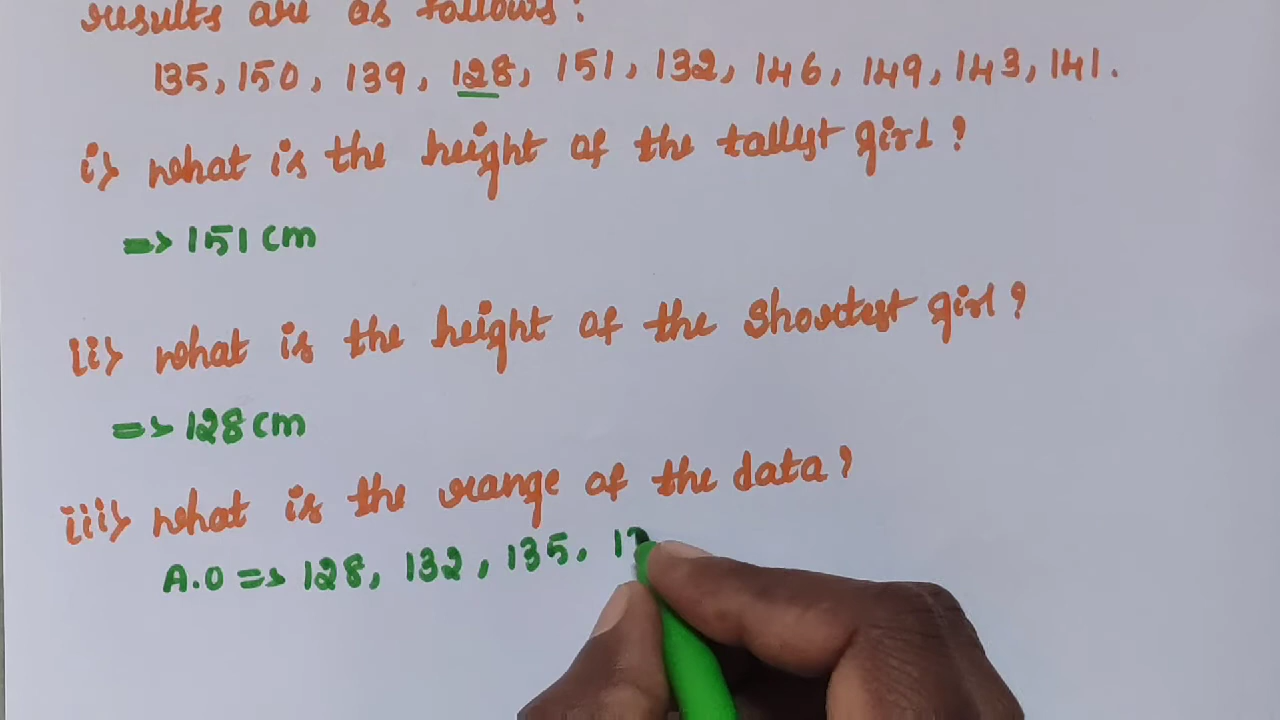 results are as follows:
135, 150, 139, 128, 151, 132, 146, 149, 143, 141.
i) what is the height of the tallest girl?
=> 151 cm
ii) what is the height of the shortest girl?
=> 128 cm
iii) what is the range of the data?
A.O => 128, 132, 135, 13